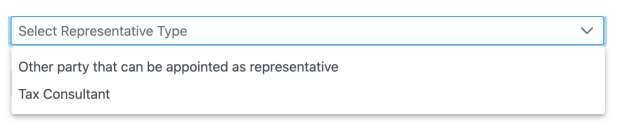 Select Representative Type
Other party that can be appointed as representative
Tax Consultant